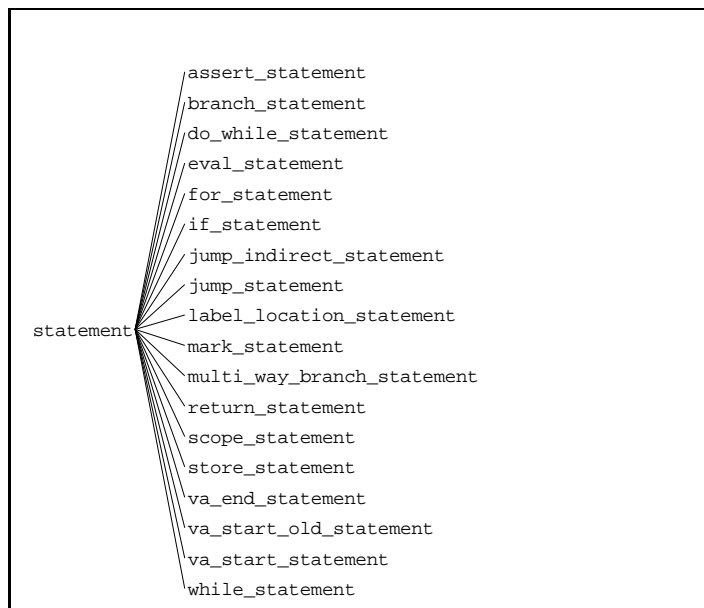 assert_statement
branch_statement
do_while_statement
eval_statement
for_statement
if_statement
jump_indirect_statement
jump_statement
label_location_statement
statement
mark_statement
multi_way_branch_statement
return_statement
scope_statement
store_statement
va_end_statement
va_start_old_statement
va_start_statement
while_statement